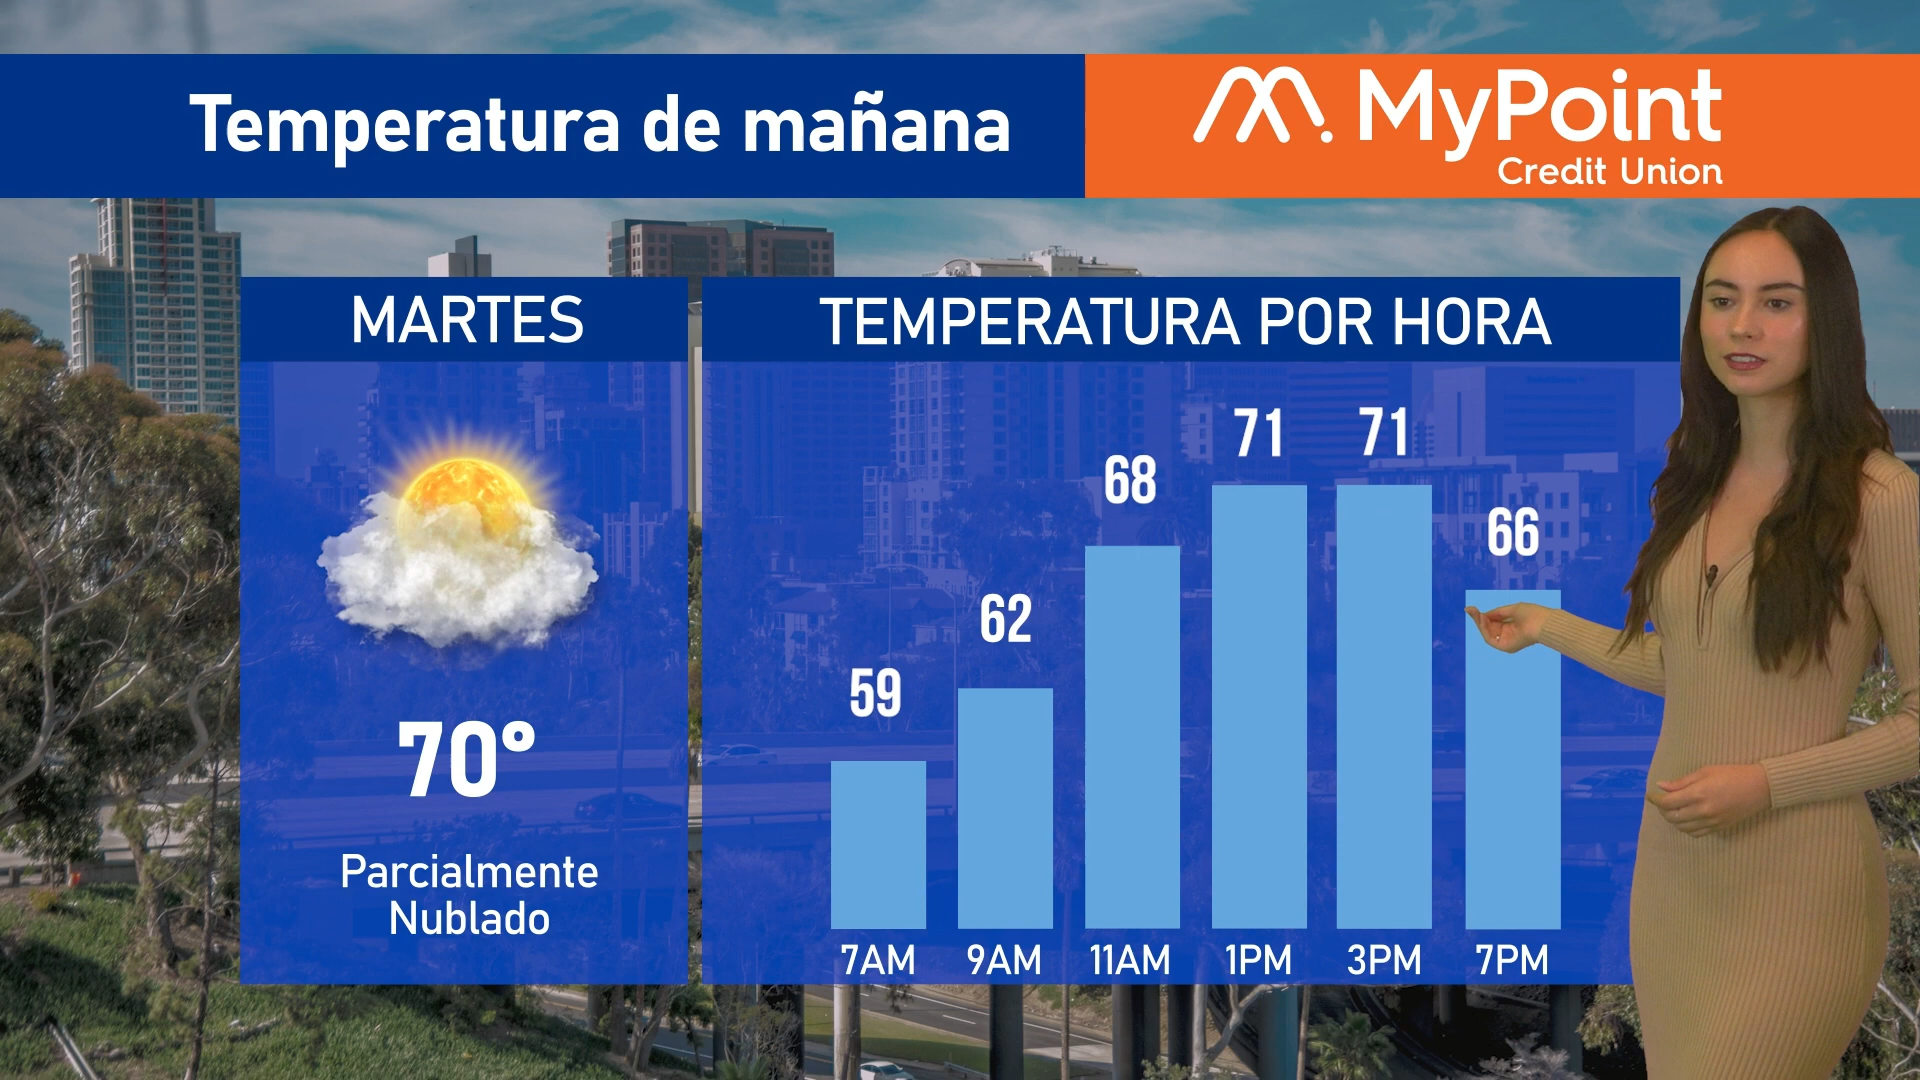 Temperatura de mañana
MyPoint
Credit Union
MARTES
70°
Parcialmente
Nublado
TEMPERATURA POR HORA
59 62 68 71 71 66
7AM 9AM 11AM 1PM 3PM 7PM